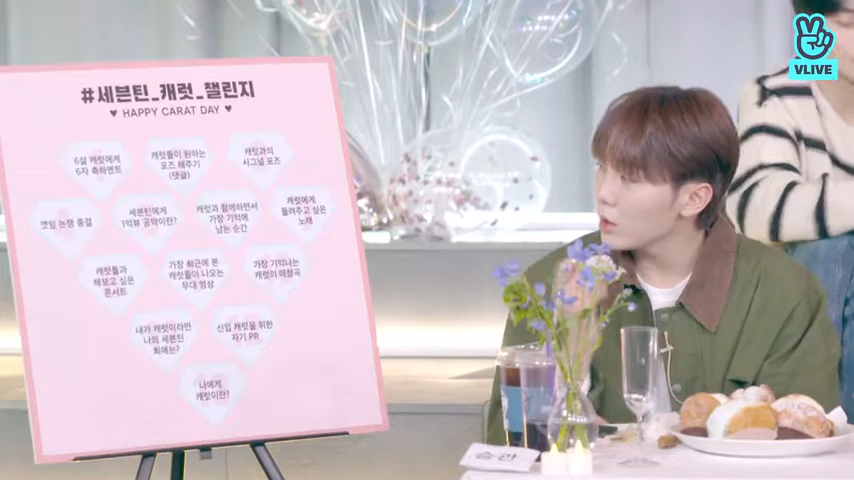 VLIVE
#세븐틴_캐럿_챌린지
♥ HAPPY CARAT DAY ♥
6살 캐럿에게
6자 축하멘트
캐럿들이 원하는
포즈 해주기
(댓글)
캐럿과의
시그널 포즈
깻잎 논쟁 종결
세븐틴에게
1억뷰 공약이란?
캐럿과 함께하면서
가장 기억에
남는 순간
캐럿에게
들려주고 싶은
노래
캐럿들과
해보고 싶은
콘서트
가장 최근에 본
캐럿들이 나오는
무대 영상
가장 기억나는
캐럿의 떼창곡
내가 캐럿이라면
나의 세븐틴
최애는?
신입 캐럿을 위한
자기 PR
나에게
캐럿이란?
승관